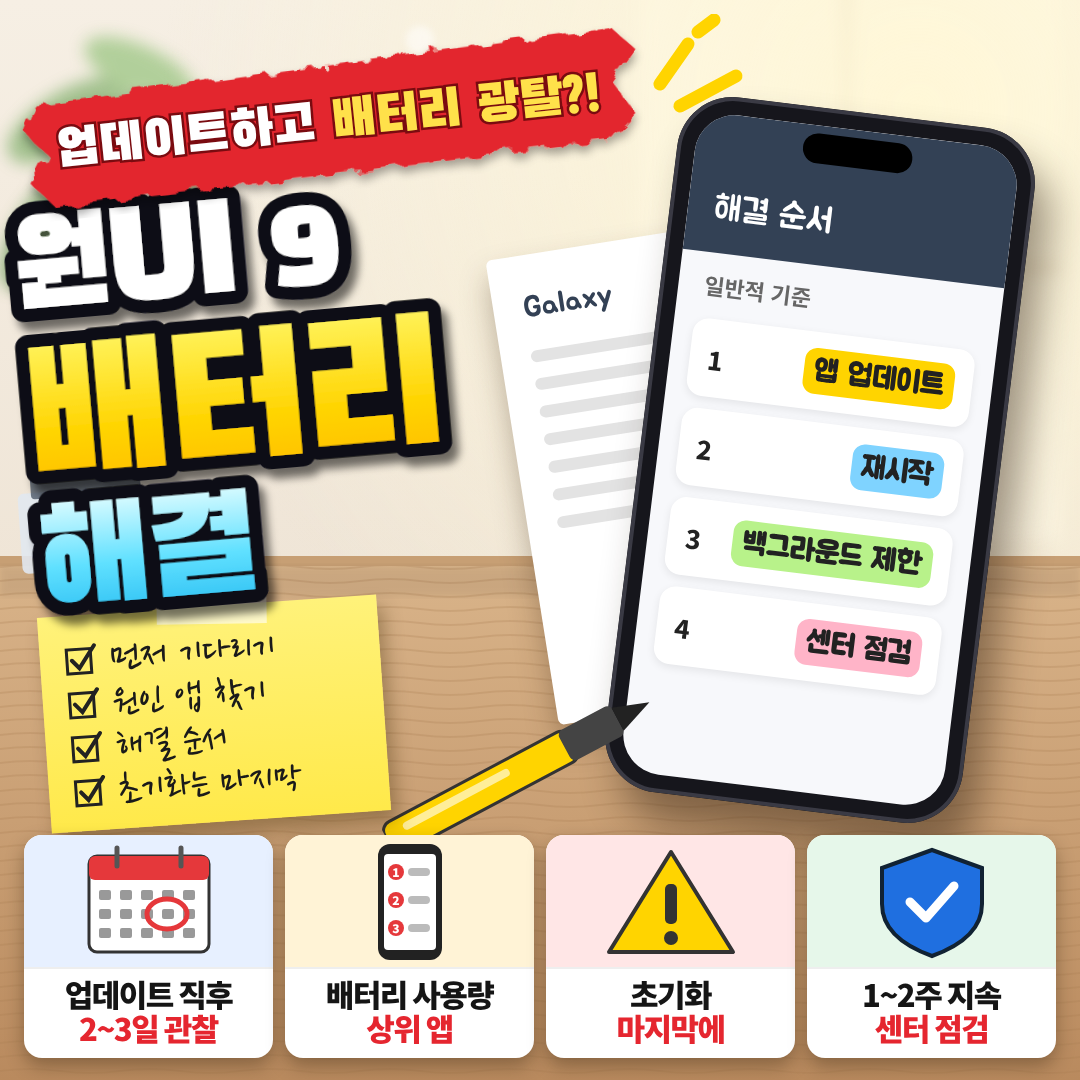 업데이트하고 배터리 광탈?!
원UI 9
배터리
해결
Galaxy
해결 순서
일반적 기준
1 앱 업데이트
2 재시작
3 백그라운드 제한
4 센터 점검
먼저 기다리기
원인 앱 찾기
해결 순서
초기화는 마지막
업데이트 직후
2~3일 관찰
1
2
3
배터리 사용량
상위 앱
초기화
마지막에
1~2주 지속
센터 점검